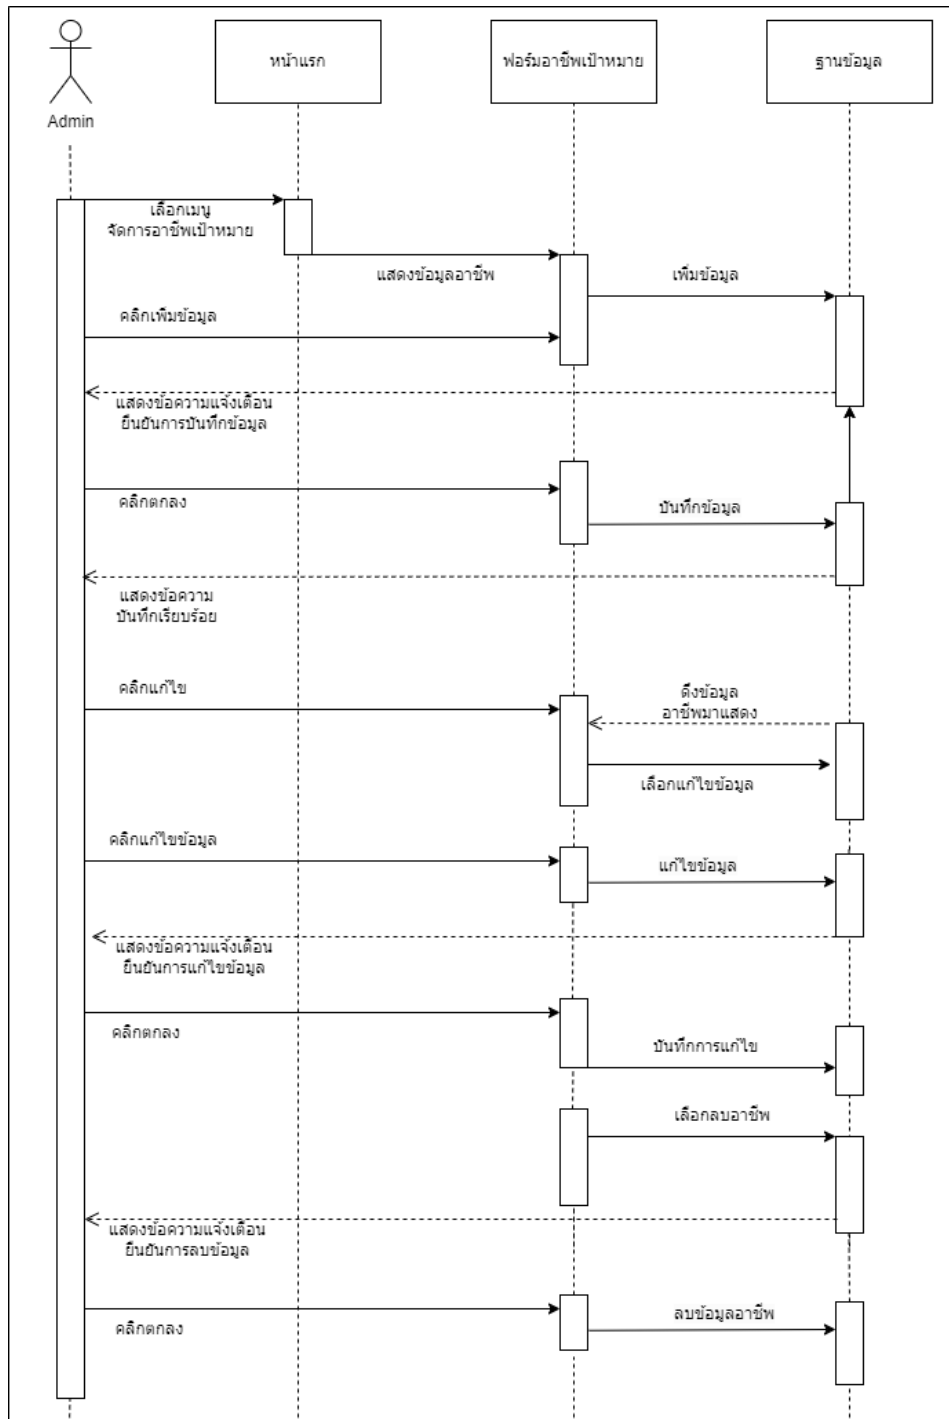 หน้าแรก
ฟอร์มอาชีพเป้าหมาย
ฐานข้อมูล
Admin
เลือกเมนู
จัดการอาชีพเป้าหมาย
แสดงข้อมูลอาชีพ
เพิ่มข้อมูล
คลิกเพิ่มข้อมูล
แสดงข้อความแจ้งเตือน
ยืนยันการบันทึกข้อมูล
คลิกตกลง
บันทึกข้อมูล
แสดงข้อความ
บันทึกเรียบร้อย
คลิกแก้ไข
ดึงข้อมูล
อาชีพมาแสดง
เลือกแก้ไขข้อมูล
คลิกแก้ไขข้อมูล
แก้ไขข้อมูล
แสดงข้อความแจ้งเตือน
ยืนยันการแก้ไขข้อมูล
คลิกตกลง
บันทึกการแก้ไข
เลือกลบอาชีพ
แสดงข้อความแจ้งเตือน
ยืนยันการลบข้อมูล
คลิกตกลง
ลบข้อมูลอาชีพ